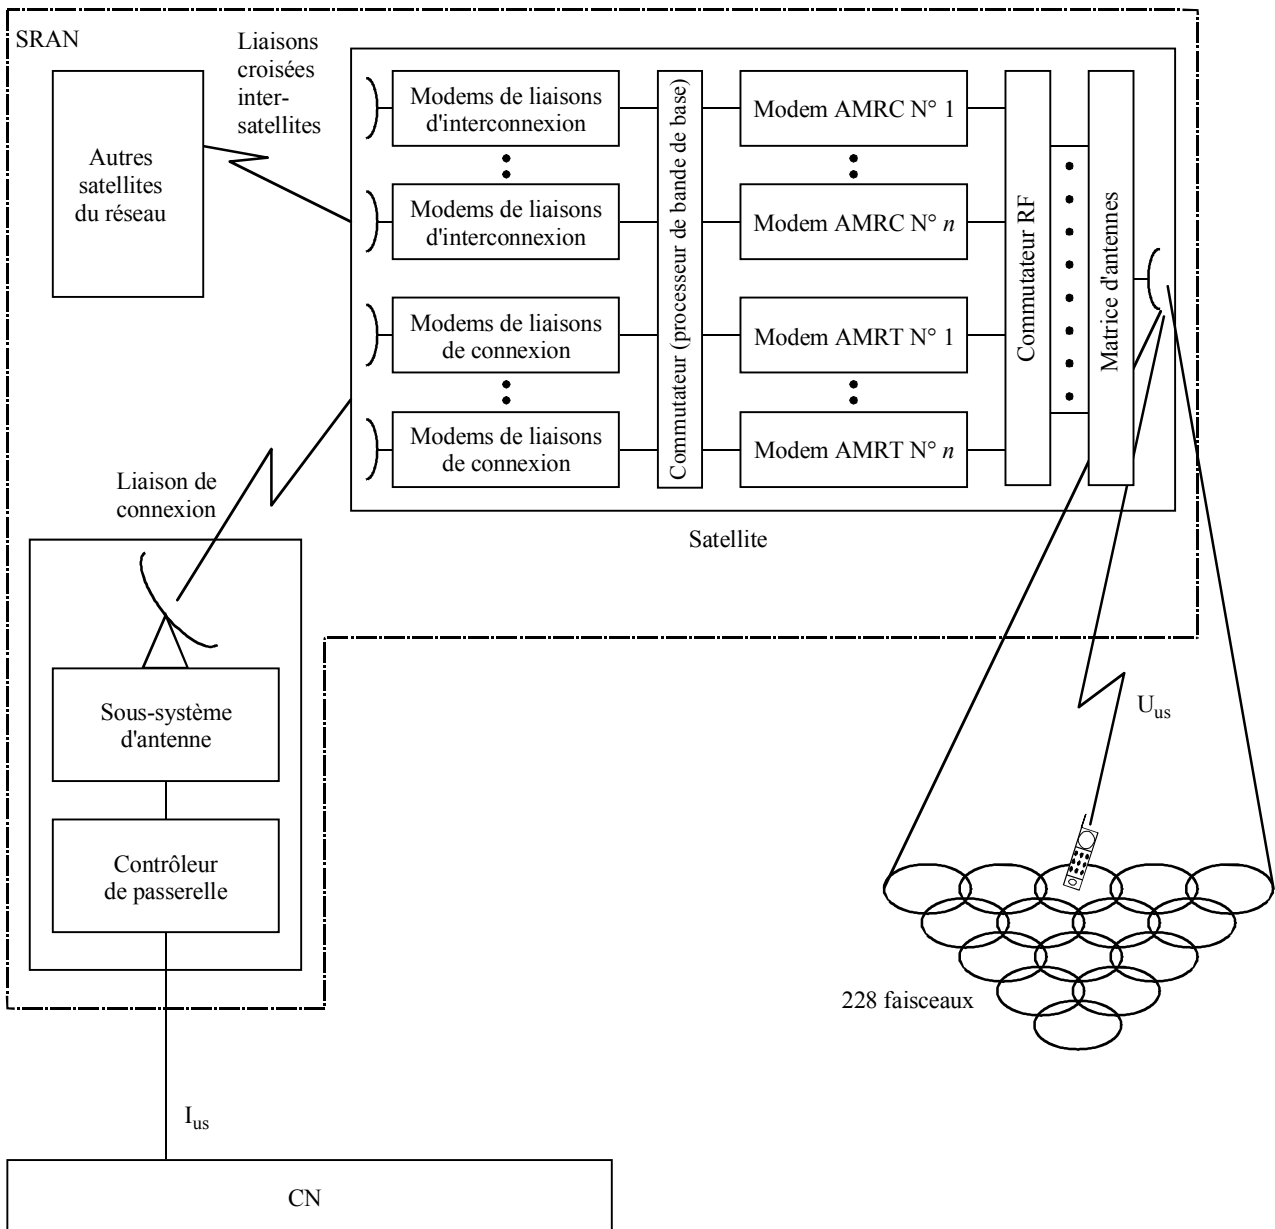 SRAN
Liaisons
croisées
inter-
satellites
Autres
satellites
du réseau
Modems de liaisons
d'interconnexion
Modems de liaisons
d'interconnexion
Modems de liaisons
de connexion
Modems de liaisons
de connexion
Commutateur (processeur de bande de base)
Modem AMRC N° 1
Modem AMRC N° n
Modem AMRT N° 1
Modem AMRT N° n
Commutateur RF
Matrice d'antennes
Satellite
Liaison de
connexion
Sous-système
d'antenne
Contrôleur
de passerelle
Uus
228 faisceaux
Ius
CN